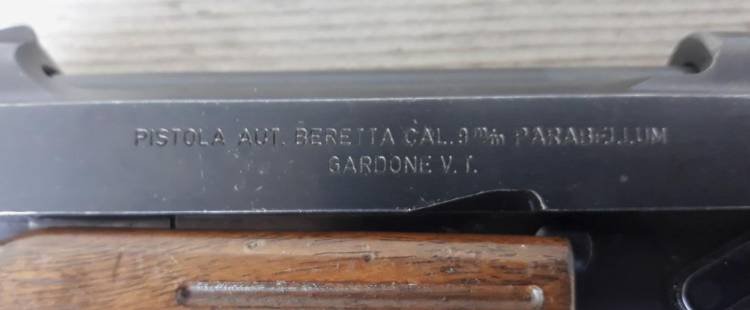 PISTOLA AUT. BERETTA CAL. 9 m/m PARABELLUM
GARDONE V. T.